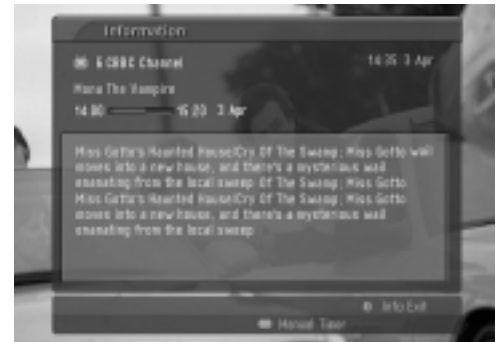 Information
6 CBBC Channel 14:35 3 Apr
Mona The Vampire
14:00 15:20 3 Apr
Miss Gotto's Haunted House/Cry Of The Swamp; Miss Gotto wail
moves into a new house, and there's a mysterious wail
emanating from the local sweep Of The Swamp; Miss Gotto
Miss Gotto's Haunted House/Cry Of The Swamp; Miss Gotto
moves into a new house, and there's a mysterious wail
emanating from the local sweep
Info Exit
Manual Timer